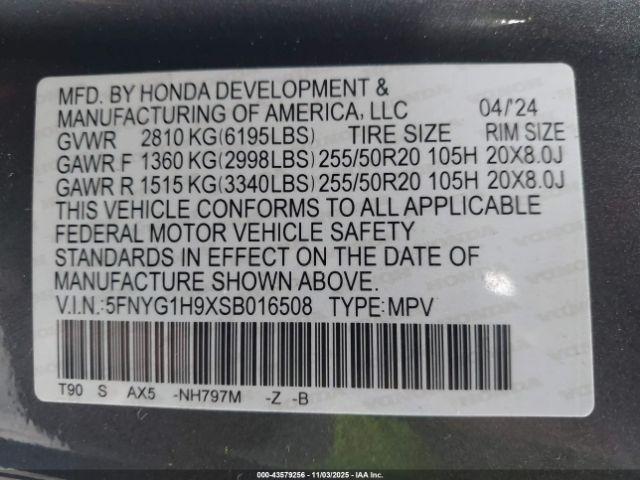 MFD. BY HONDA DEVELOPMENT &
MANUFACTURING OF AMERICA, LLC 04/'24
GVWR 2810 KG(6195LBS) TIRE SIZE RIM SIZE
GAWR F 1360 KG(2998LBS) 255/50R20 105H 20X8.0J
GAWR R 1515 KG(3340LBS) 255/50R20 105H 20X8.0J
THIS VEHICLE CONFORMS TO ALL APPLICABLE
FEDERAL MOTOR VEHICLE SAFETY
STANDARDS IN EFFECT ON THE DATE OF
MANUFACTURE SHOWN ABOVE.
V.I.N.:5FNYG1H9XSB016508 TYPE:MPV
T90 S AX5 -NH797M -Z -B
000-43579256 - 11/03/2025 - IAA Inc.